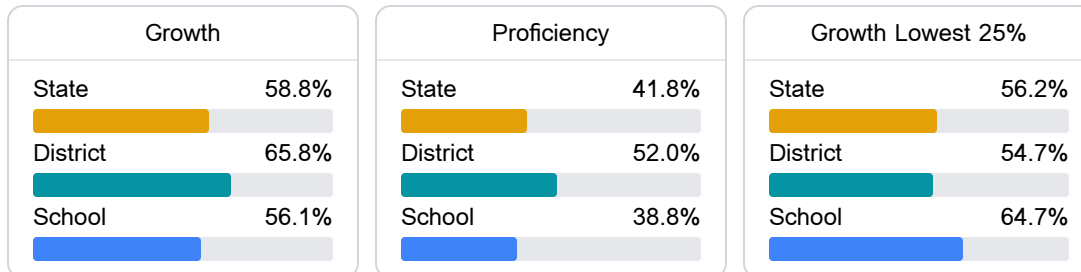 Growth
State 58.8%
District 65.8%
School 56.1%
Proficiency
State 41.8%
District 52.0%
School 38.8%
Growth Lowest 25%
State 56.2%
District 54.7%
School 64.7%